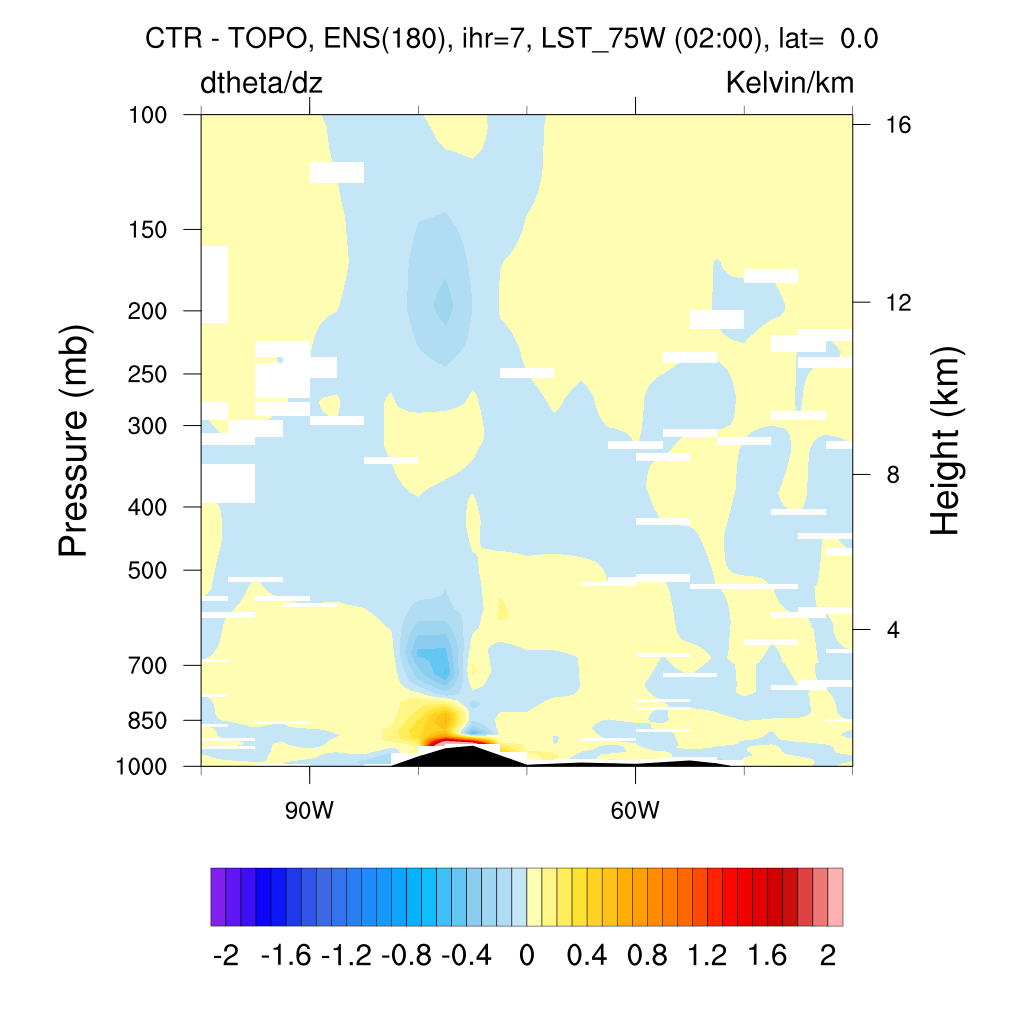 CTR - TOPO, ENS(180), ihr=7, LST_75W (02:00), lat=  0.0
dtheta/dz
Kelvin/km
100
150
200
250
300
400
500
700
850
1000
Pressure (mb)
16
12
8
4
Height (km)
90W
60W
-2 -1.6 -1.2 -0.8 -0.4 0 0.4 0.8 1.2 1.6 2